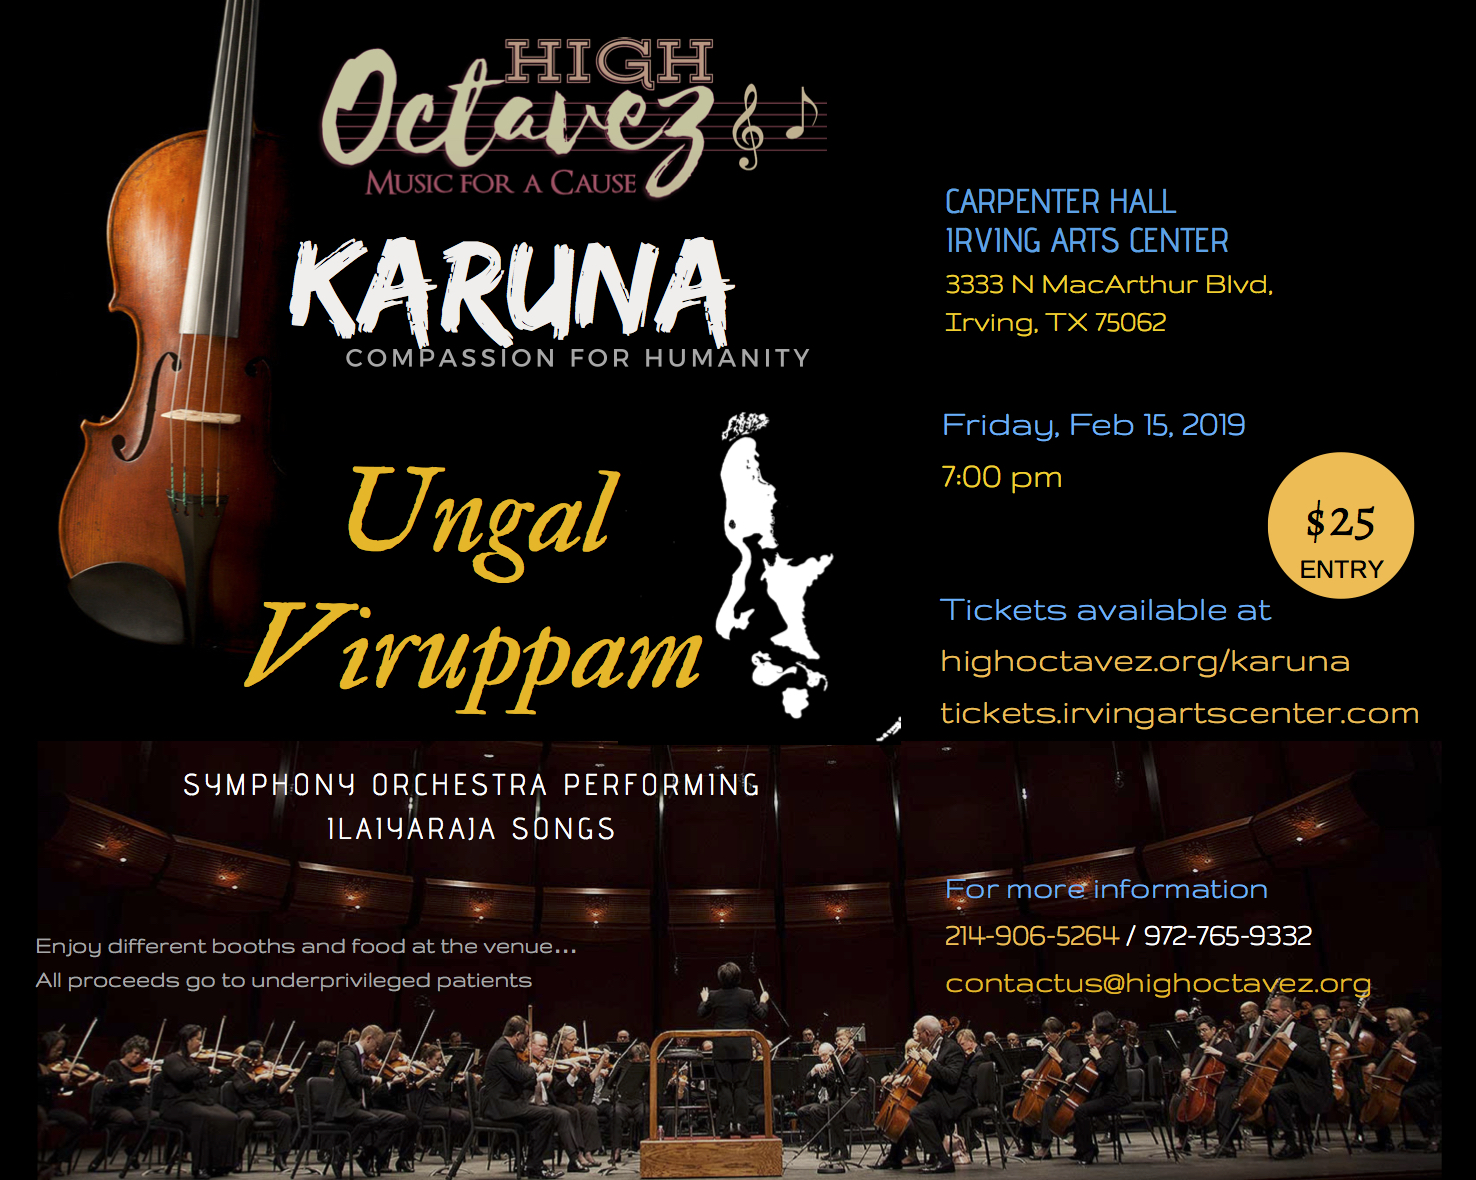 HIGH
Octavez
MUSIC FOR A CAUSE
KARUNA
COMPASSION FOR HUMANITY
Ungal
Viruppam
SYMPHONY ORCHESTRA PERFORMING
ILAIYARAJA SONGS
Enjoy different booths and food at the venue...
All proceeds go to underprivileged patients
CARPENTER HALL
IRVING ARTS CENTER
3333 N MacArthur Blvd,
Irving, TX 75062
Friday, Feb 15, 2019
7:00 pm
$25
ENTRY
Tickets available at
highoctavez.org/karuna
tickets.irvingartscenter.com
For more information
214-906-5264 / 972-765-9332
contactus@highoctavez.org